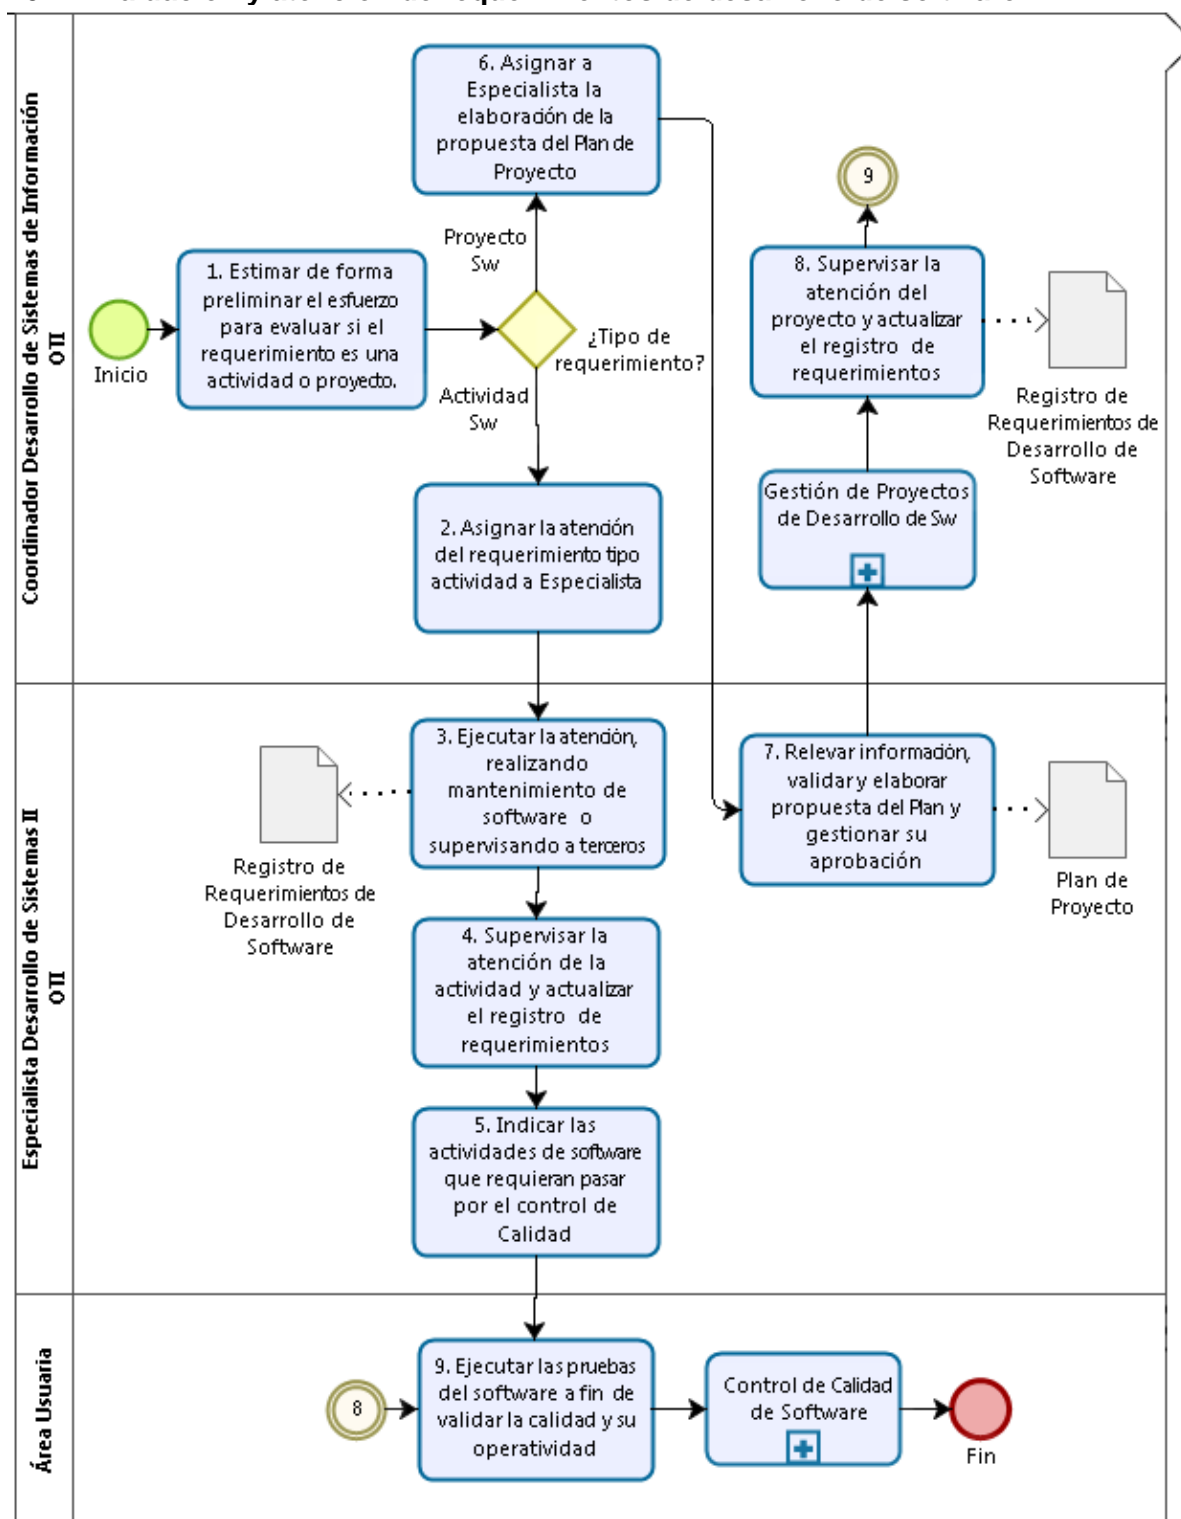 Coordinador Desarrollo de Sistemas de Información
OTI
6. Asignar a
Especialista la
elaboración de la
propuesta del Plan de
Proyecto
9
Proyecto
Sw
1. Estimar de forma
preliminar el esfuerzo
para evaluar si el
requerimiento es una
actividad o proyecto.
8. Supervisar la
atención del
proyecto y actualizar
el registro de
requerimientos
Inicio
¿Tipo de
requerimiento?
Actividad
Sw
Registro de
Requerimientos de
Desarrollo de
Software
2. Asignar la atención
del requerimiento tipo
actividad a Especialista
Gestión de Proyectos
de Desarrollo de Sw
Especialista Desarrollo de Sistemas II
OTI
3. Ejecutar la atención,
realizando
mantenimiento de
software o
supervisando a terceros
7. Relevar información,
validar y elaborar
propuesta del Plan y
gestionar su
aprobación
Registro de
Requerimientos de
Desarrollo de
Software
Plan de
Proyecto
4. Supervisar la
atención de la
actividad y actualizar
el registro de
requerimientos
5. Indicar las
actividades de software
que requieran pasar
por el control de
Calidad
Área Usuaria
8
9. Ejecutar las pruebas
del software a fin de
validar la calidad y su
operatividad
Control de Calidad
de Software
Fin